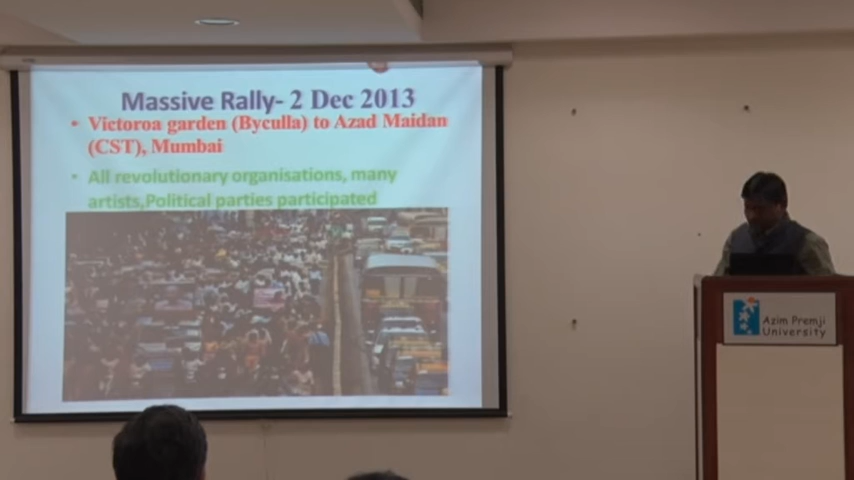 Massive Rally- 2 Dec 2013
• Victoroa garden (Byculla) to Azad Maidan
(CST), Mumbai
• All revolutionary organisations, many
artists,Political parties participated
Azim Premji
University